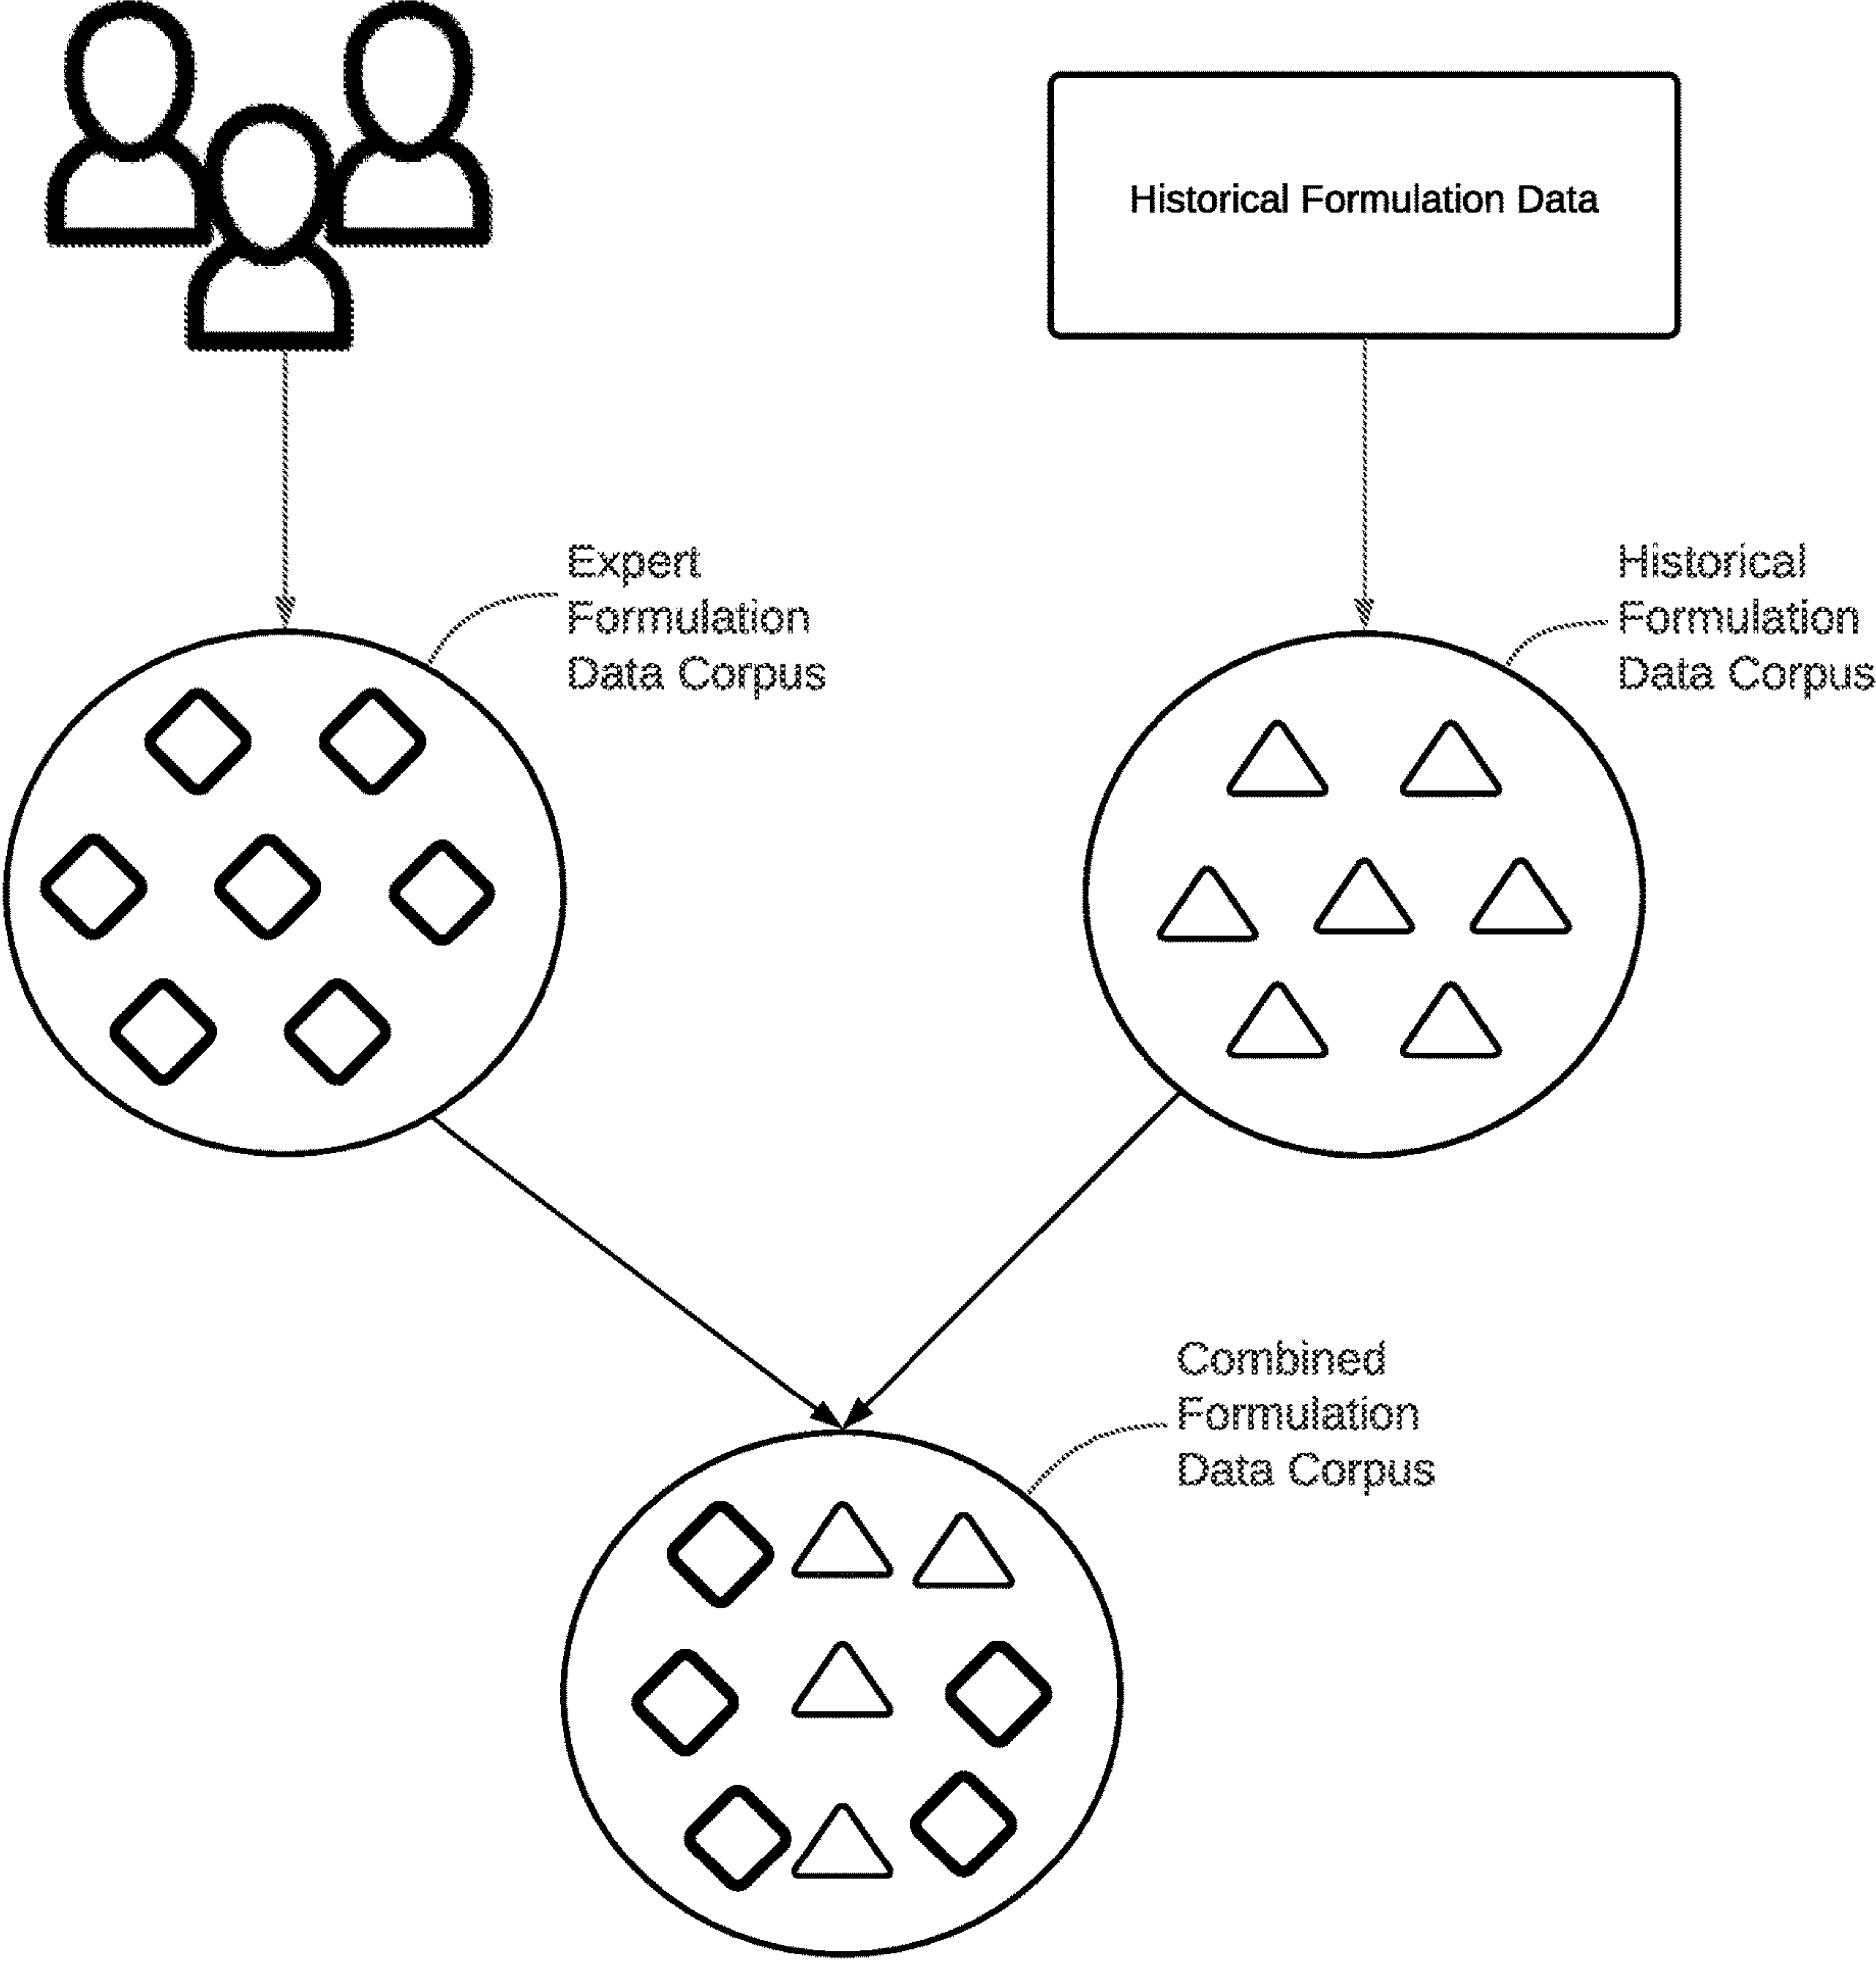 Historical Formulation Data
Expert
Formulation
Data Corpus
Historical
Formulation
Data Corpus
Combined
Formulation
Data Corpus